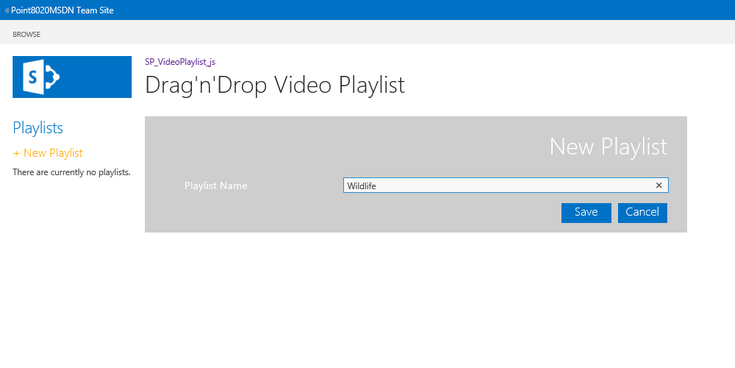 Point8020MSDN Team Site
BROWSE
S
SP_VideoPlaylist_js
Drag'n'Drop Video Playlist
Playlists
+ New Playlist
There are currently no playlists.
New Playlist
Playlist Name
Wildlife
Save
Cancel